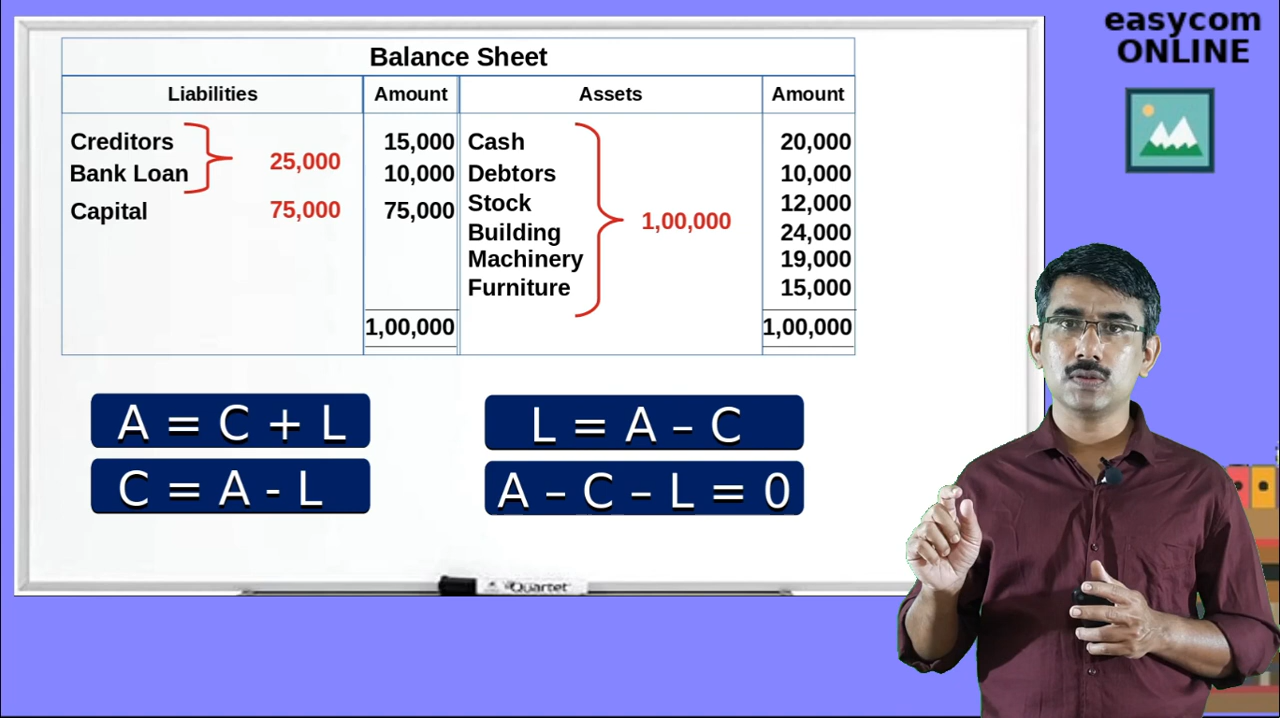 easycom
ONLINE
Balance Sheet
Liabilities Amount Assets Amount
Creditors 15,000 Cash 20,000
25,000
Bank Loan 10,000 Debtors 10,000
Capital 75,000 75,000 Stock 12,000
1,00,000
Building 24,000
Machinery 19,000
Furniture 15,000
1,00,000 1,00,000
A = C + L
L = A – C
C = A - L
A – C – L = 0
Quartet